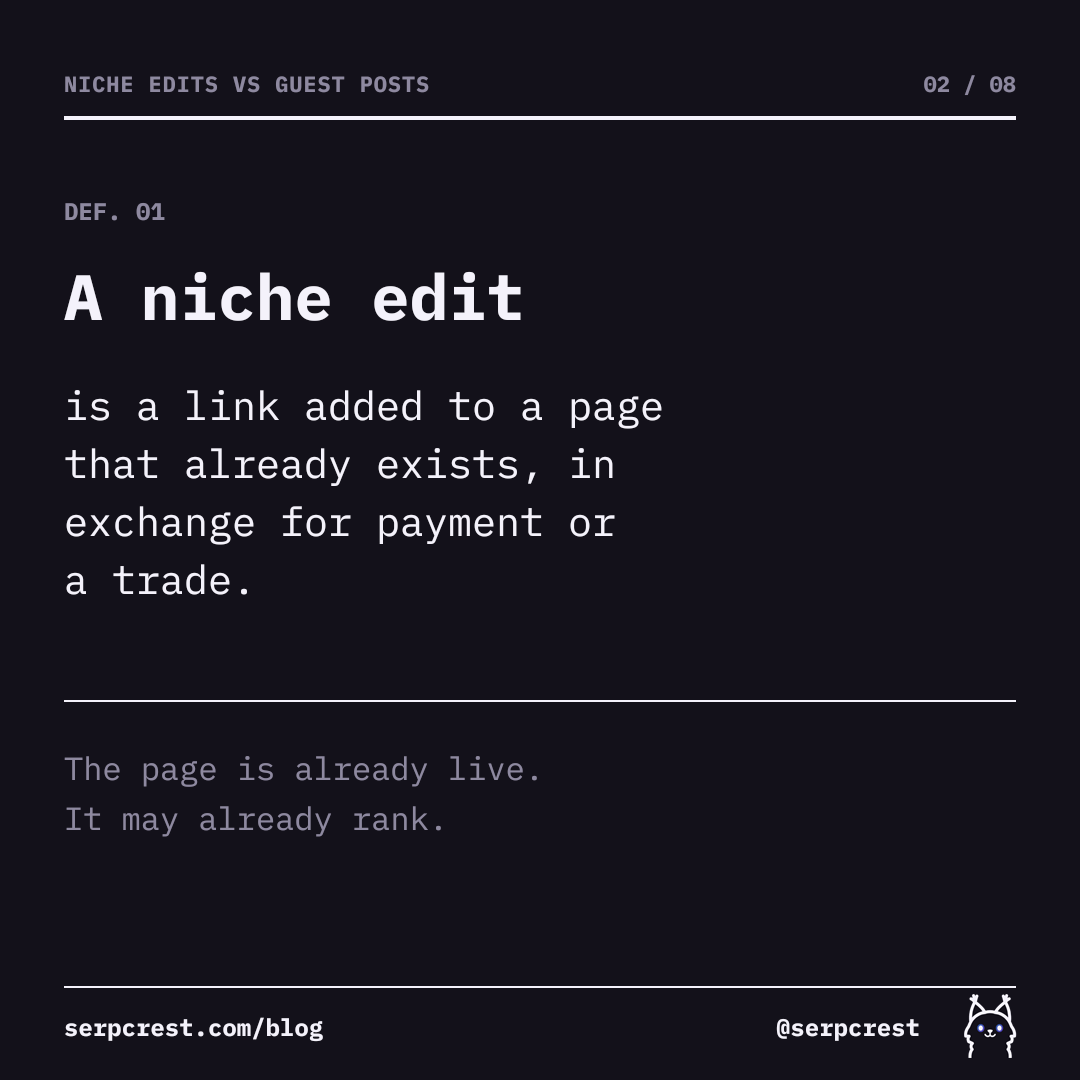 NICHE EDITS VS GUEST POSTS
02 / 08
DEF. 01
A niche edit
is a link added to a page
that already exists, in
exchange for payment or
a trade.
The page is already live.
It may already rank.
serpcrest.com/blog
@serpcrest